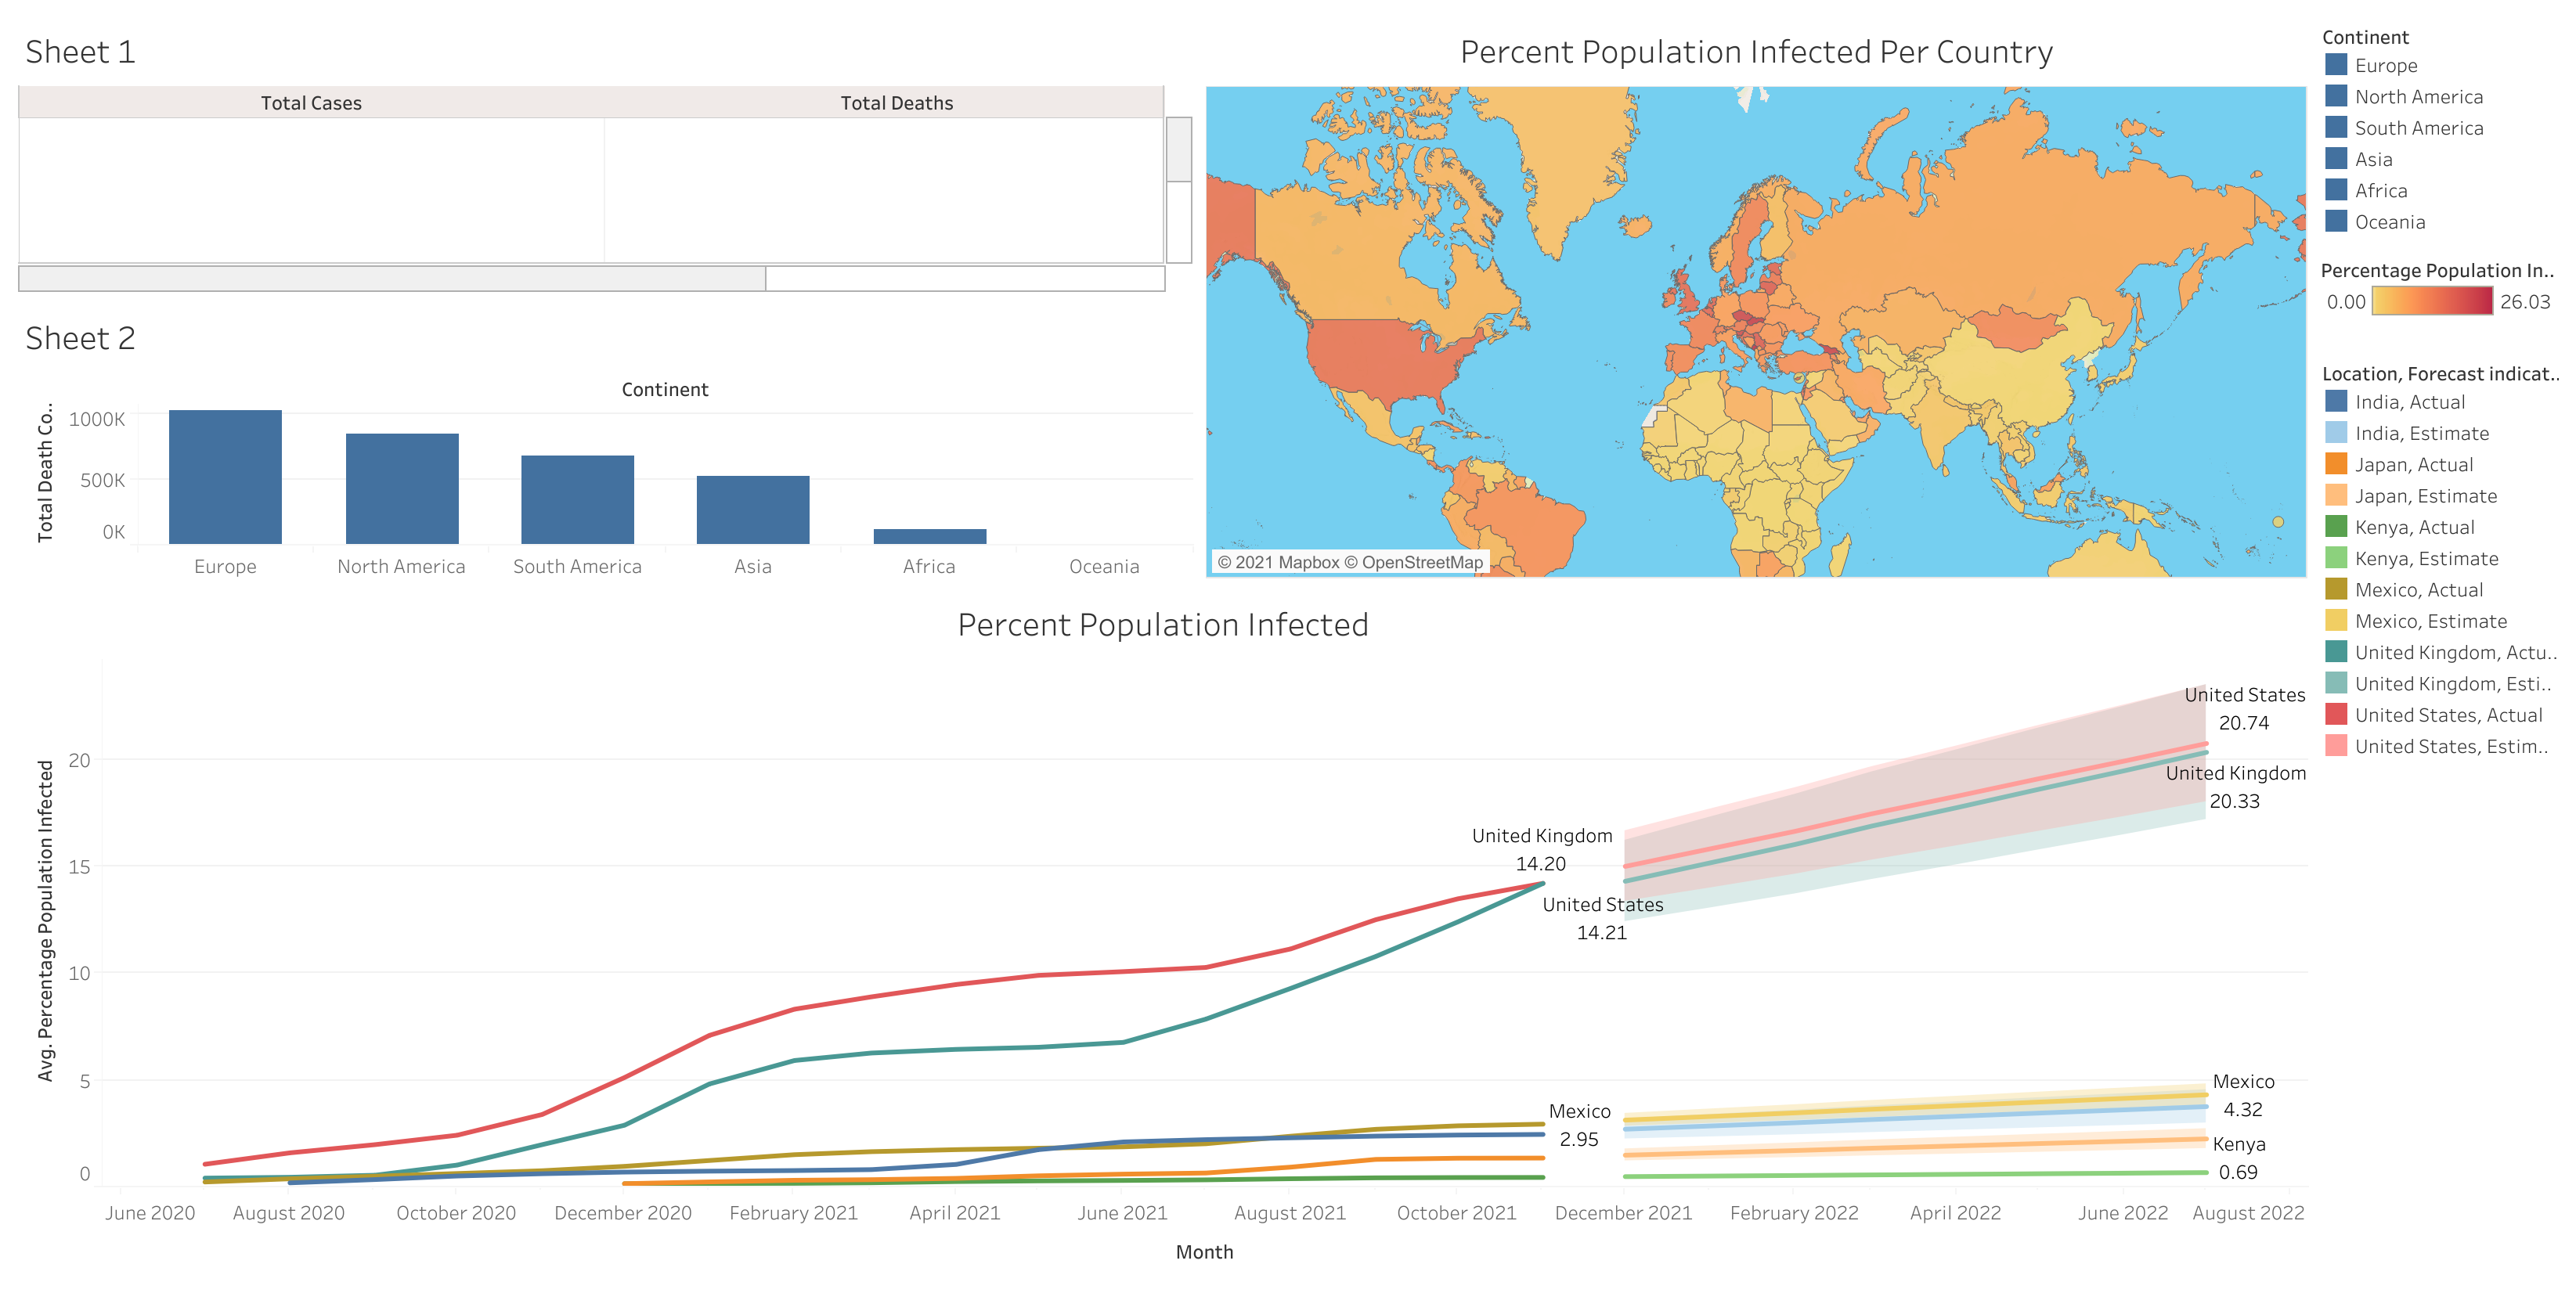 Sheet 1
Total Cases Total Deaths
Sheet 2
Continent
Total Death Co..
1000K
500K
0K
Europe North America South America Asia Africa Oceania
Percent Population Infected Per Country
© 2021 Mapbox © OpenStreetMap
Continent
Europe
North America
South America
Asia
Africa
Oceania
Percentage Population In..
0.00 26.03
Location, Forecast indicat..
India, Actual
India, Estimate
Japan, Actual
Japan, Estimate
Kenya, Actual
Kenya, Estimate
Mexico, Actual
Mexico, Estimate
United Kingdom, Actu..
United Kingdom, Esti..
United States, Actual
United States, Estim..
Percent Population Infected
Avg. Percentage Population Infected
20
15
10
5
0
United States
20.74
United Kingdom
20.33
United Kingdom
14.20
United States
14.21
Mexico
2.95
Mexico
4.32
Kenya
0.69
June 2020 August 2020 October 2020 December 2020 February 2021 April 2021 June 2021 August 2021 October 2021 December 2021 February 2022 April 2022 June 2022 August 2022
Month